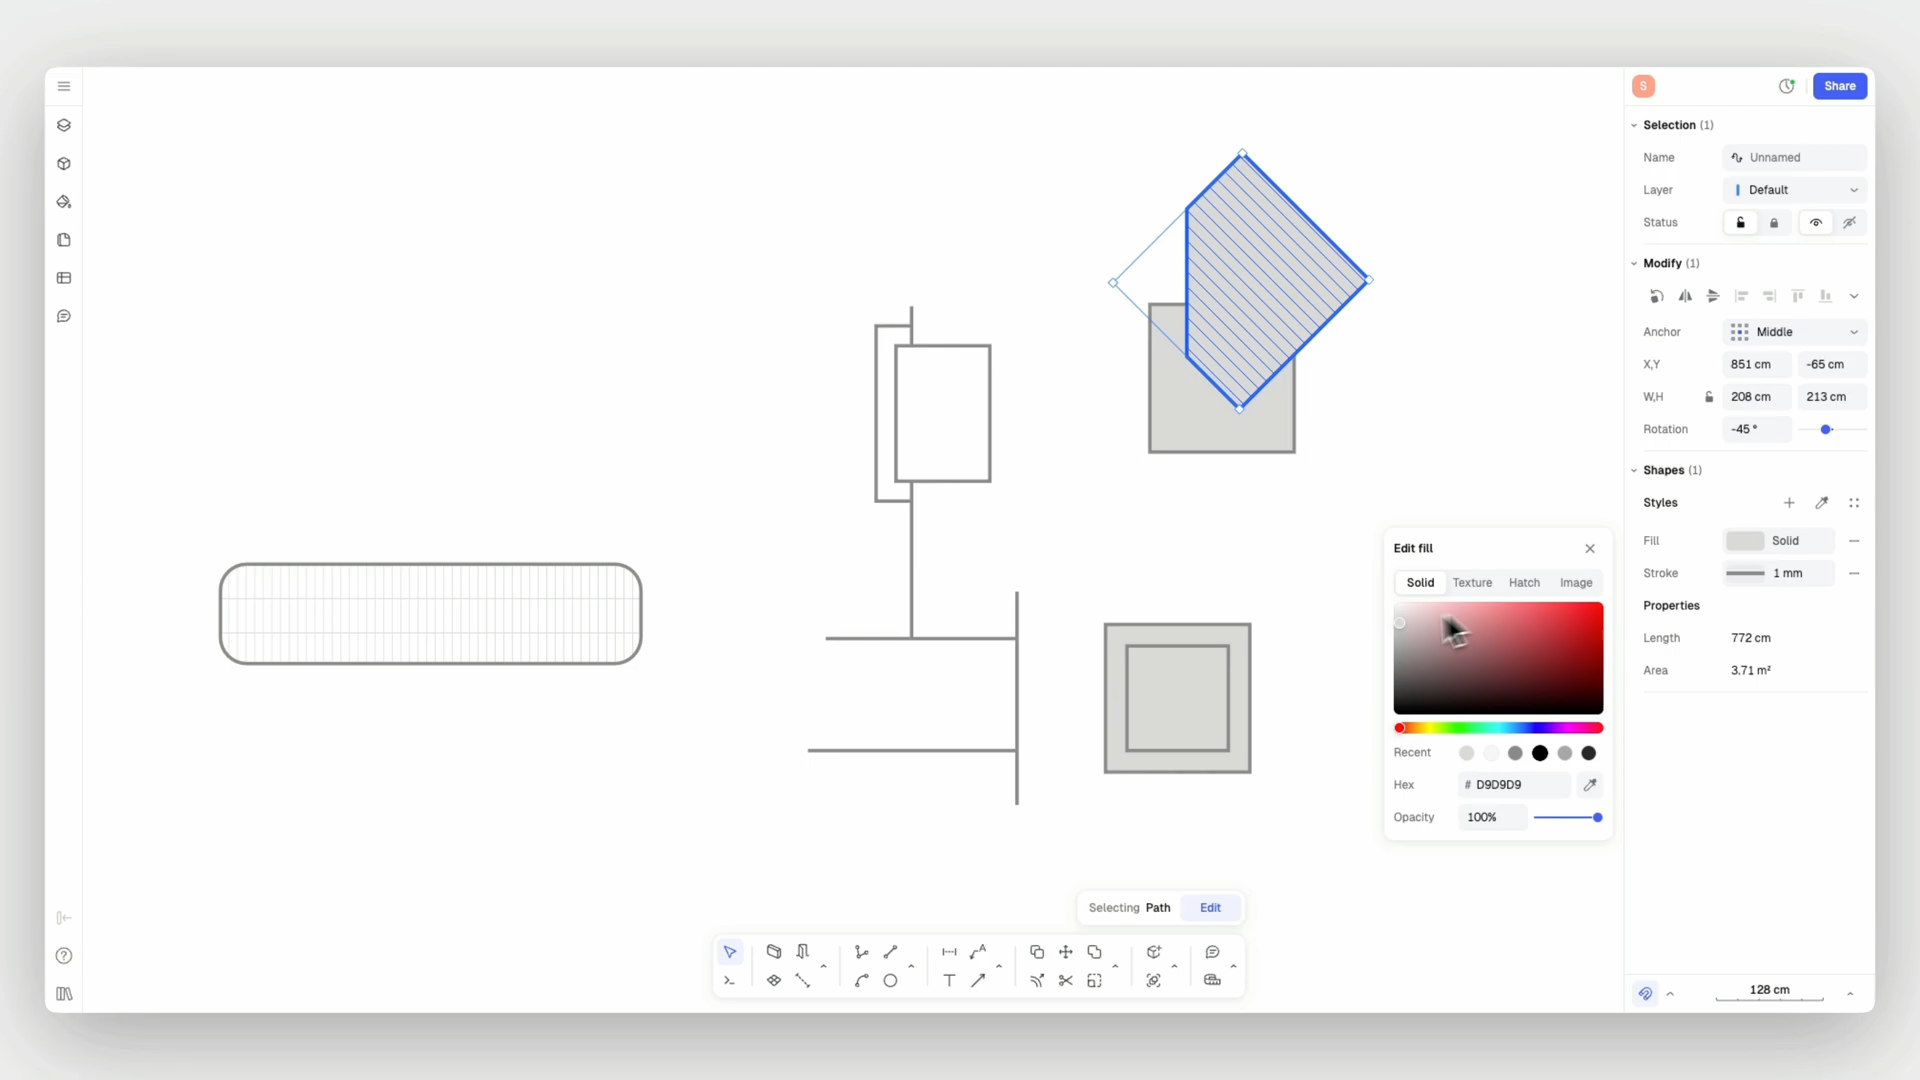 S
Share
Selection (1)
Name Unnamed
Layer Default
Status
Modify (1)
Anchor Middle
X,Y 851 cm -65 cm
W,H 208 cm 213 cm
Rotation -45 °
Shapes (1)
Styles
Fill Solid
Stroke 1 mm
Properties
Length 772 cm
Area 3.71 m²
Edit fill
Solid Texture Hatch Image
Recent
Hex # D9D9D9
Opacity 100%
Selecting Path Edit
128 cm